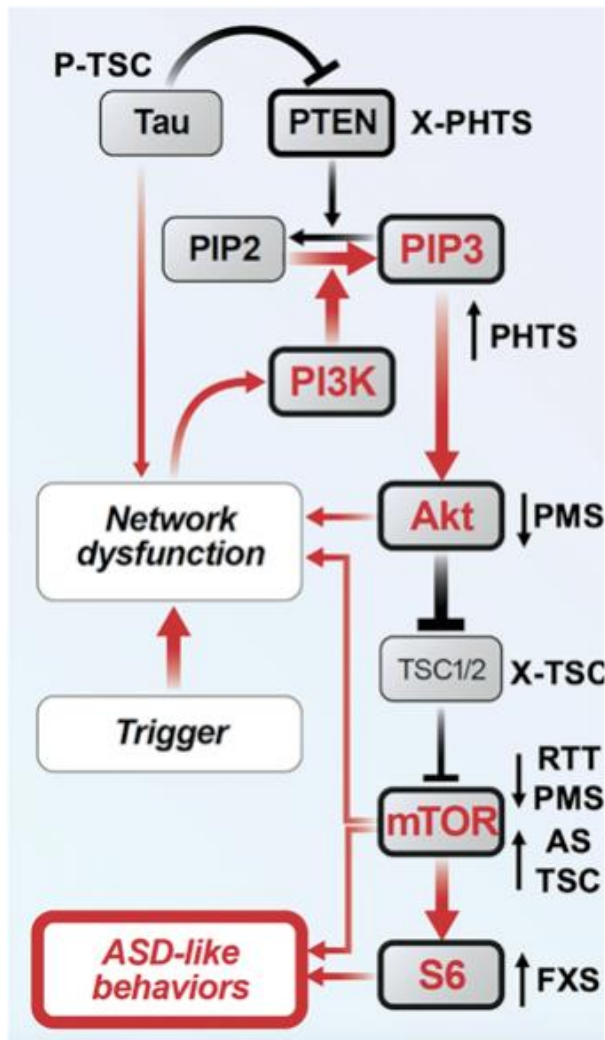 P-TSC
Tau
PTEN
X-PHTS
PIP2
PIP3
PHTS
PI3K
Network
dysfunction
Akt
PMS
TSC1/2
X-TSC
Trigger
RTT
PMS
mTOR
AS
TSC
ASD-like
behaviors
S6
FXS